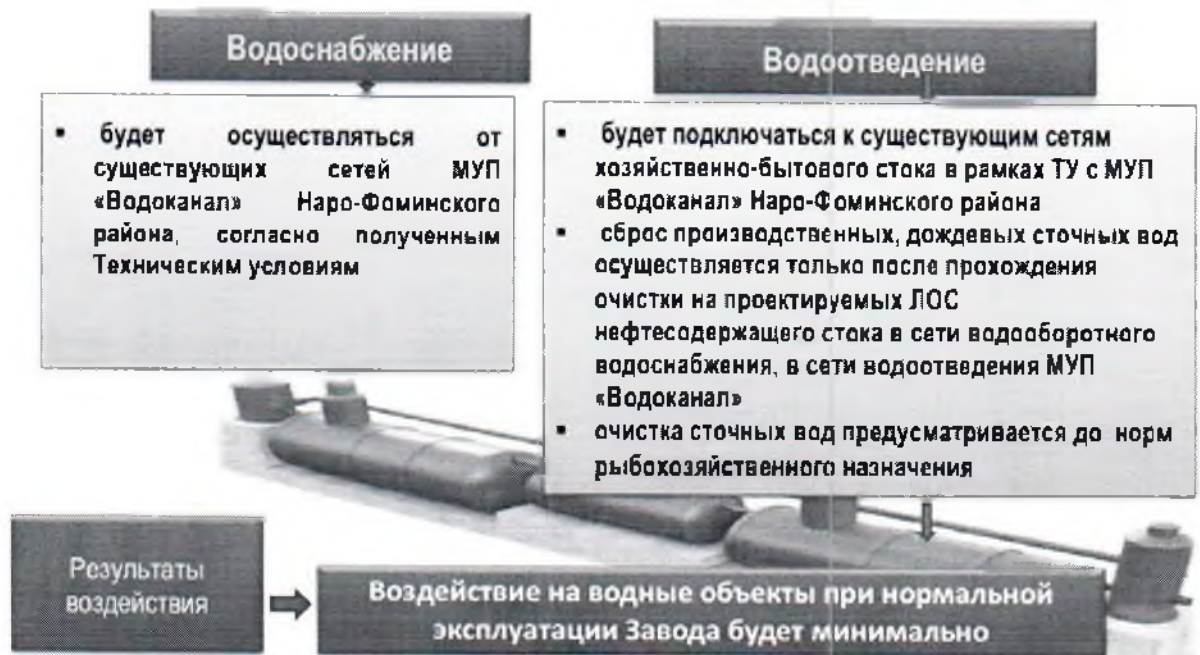 Водоснабжение
будет осуществляться от
существующих сетей МУП
«Водоканал» Наро-Фоминского
района, согласно полученным
Техническим условиям
Водоотведение
будет подключаться к существующим сетям
хозяйственно-бытового стока в рамках ТУ с МУП
«Водоканал» Наро-Фоминского района
сброс производственных, дождевых сточных вод
осуществляется только после прохождения
очистки на проектируемых ЛОС
нефтесодержащего стока в сети водооборотного
водоснабжения, в сети водоотведения МУП
«Водоканал»
очистка сточных вод предусматривается до норм
рыбохозяйственного назначения
Результаты
воздействия
Воздействие на водные объекты при нормальной
эксплуатации Завода будет минимально